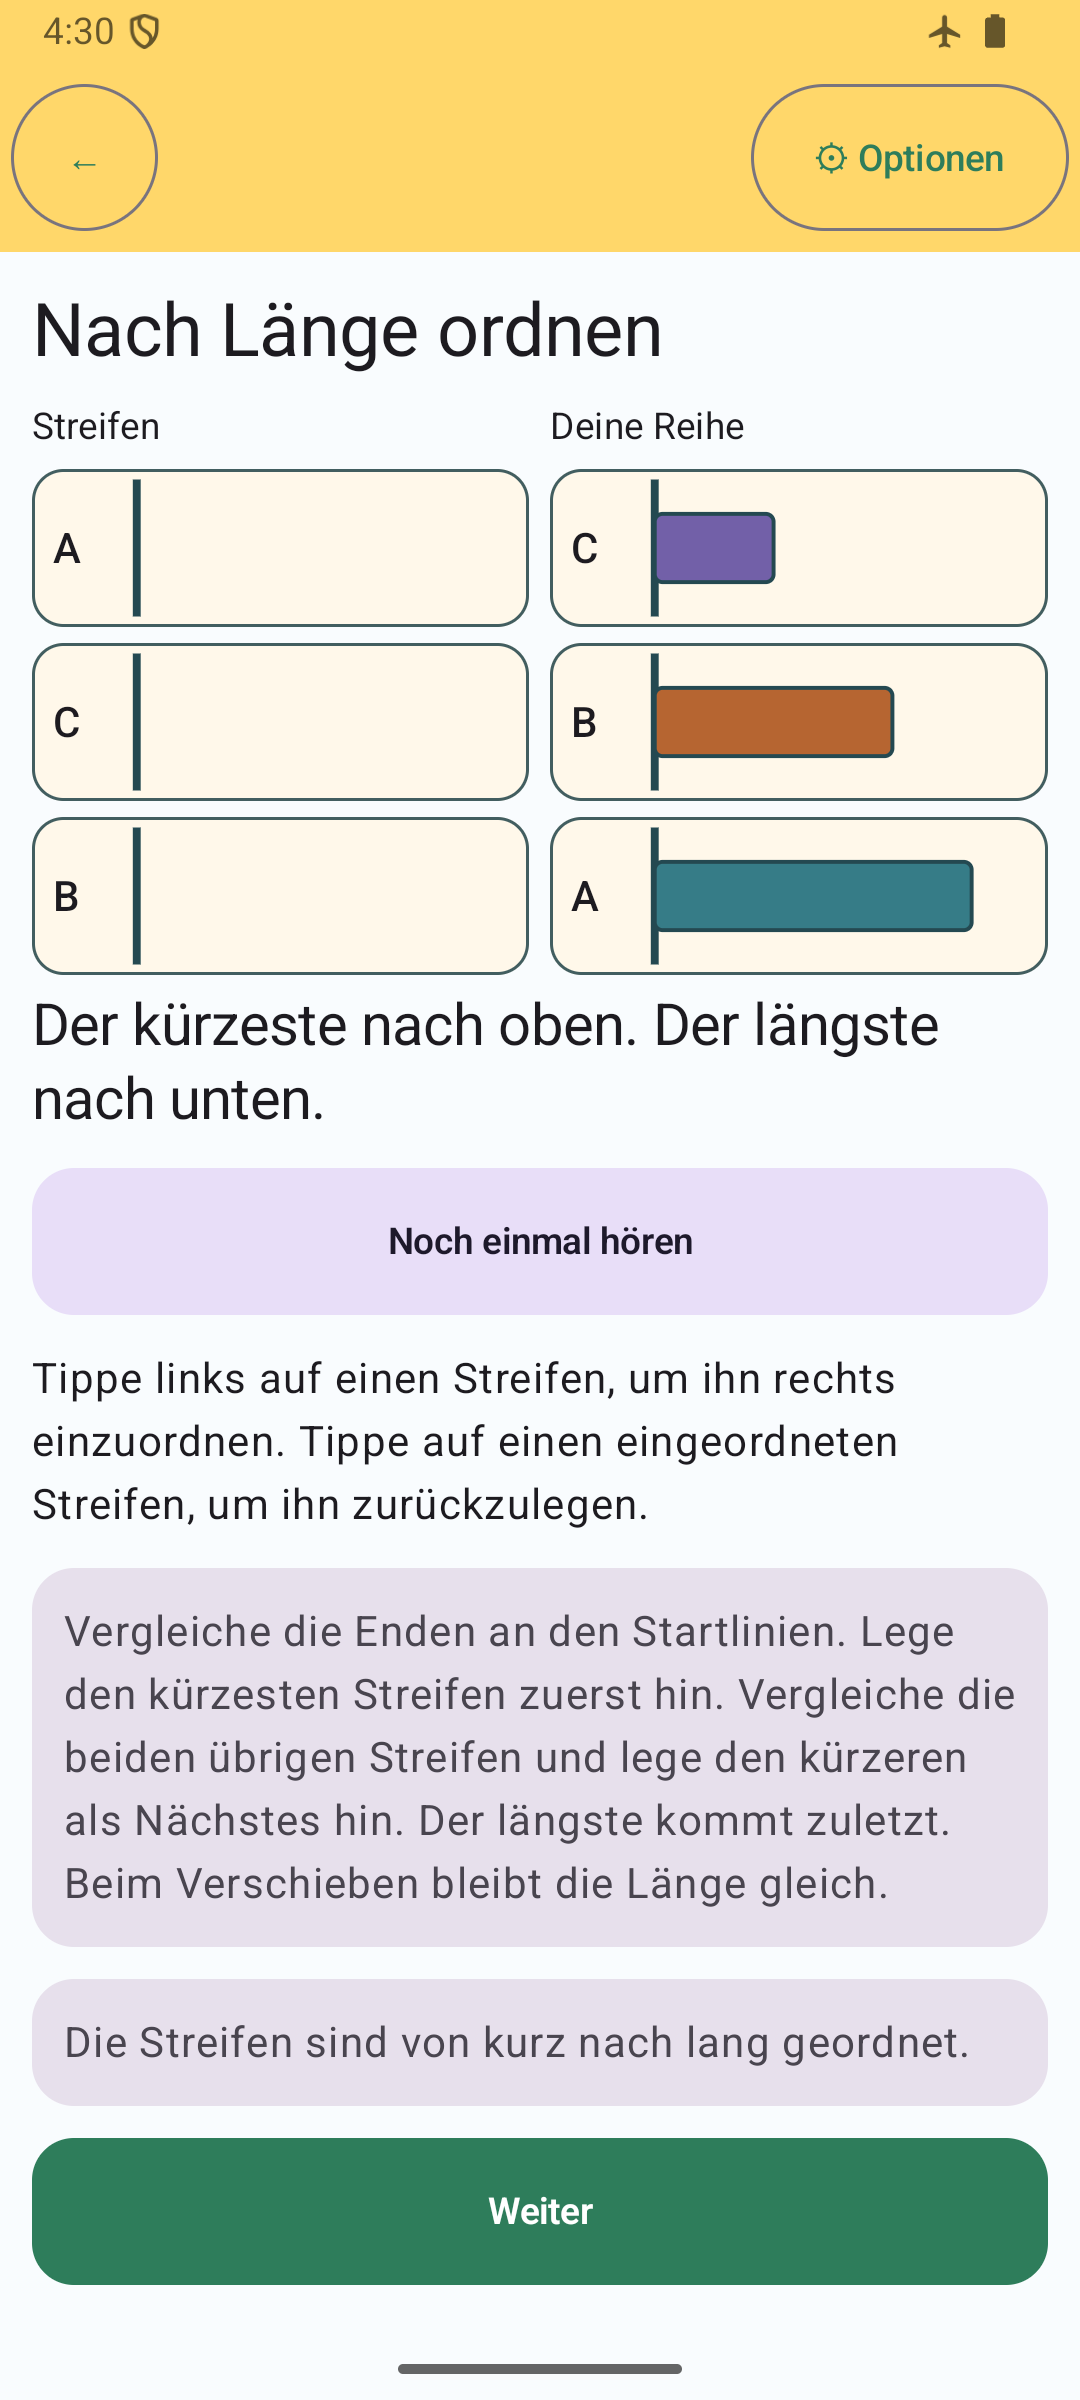 4:30
←
Optionen
Nach Länge ordnen
Streifen
Deine Reihe
A
C
C
B
B
A
Der kürzeste nach oben. Der längste
nach unten.
Noch einmal hören
Tippe links auf einen Streifen, um ihn rechts
einzuordnen. Tippe auf einen eingeordneten
Streifen, um ihn zurückzulegen.
Vergleiche die Enden an den Startlinien. Lege
den kürzesten Streifen zuerst hin. Vergleiche die
beiden übrigen Streifen und lege den kürzeren
als Nächstes hin. Der längste kommt zuletzt.
Beim Verschieben bleibt die Länge gleich.
Die Streifen sind von kurz nach lang geordnet.
Weiter